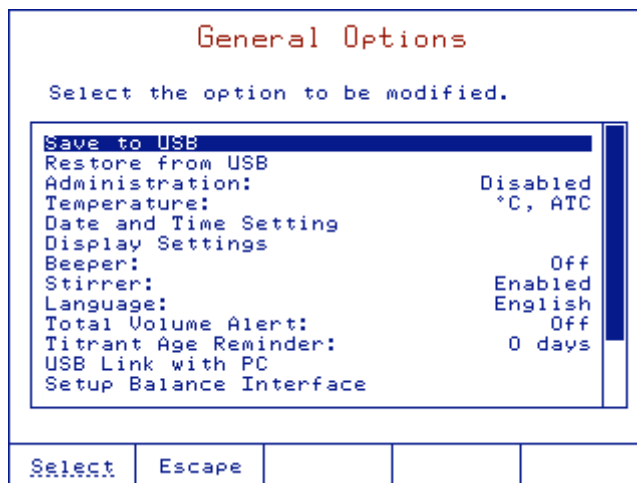 General Options
Select the option to be modified.
Save to USB
Restore from USB
Administration: Disabled
Temperature: °C, ATC
Date and Time Setting
Display Settings
Beeper: Off
Stirrer: Enabled
Language: English
Total Volume Alert: Off
Titrant Age Reminder: 0 days
USB Link with PC
Setup Balance Interface
Select Escape